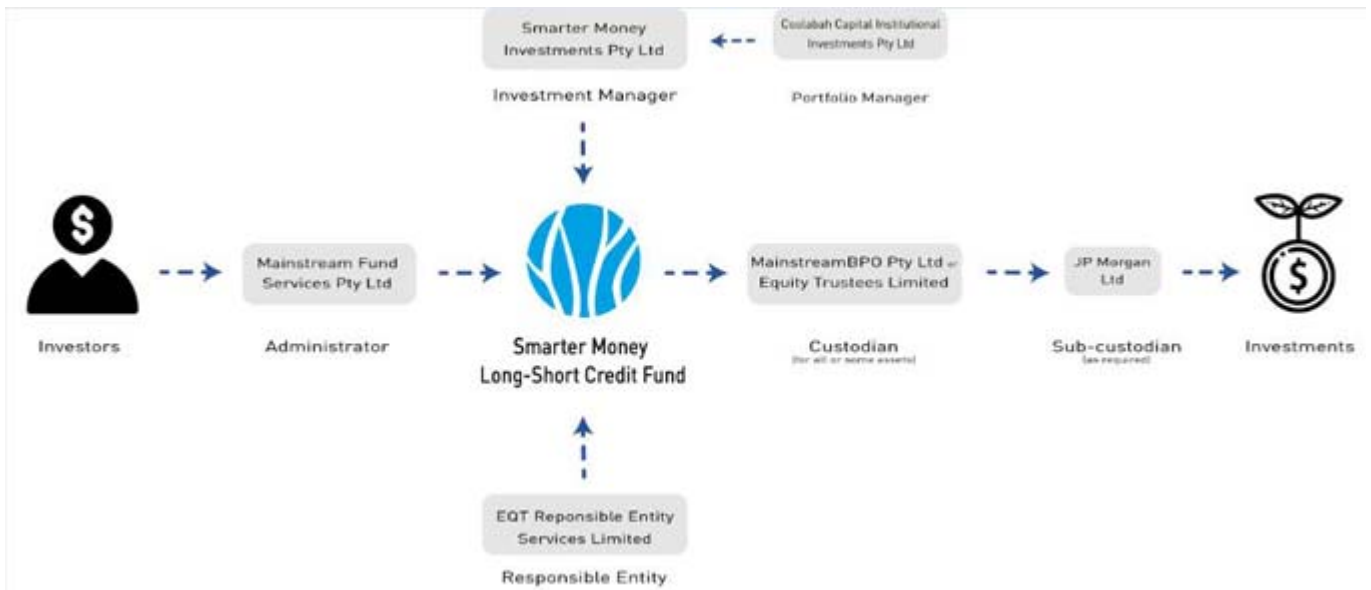 Smarter Money
Investments Pty Ltd
Investment Manager
Coolabah Capital Institutional
Investments Pty Ltd
Portfolio Manager
$
Investors
Mainstream Fund
Services Pty Ltd
Administrator
Smarter Money
Long-Short Credit Fund
MainstreamBPO Pty Ltd or
Equity Trustees Limited
Custodian
(for all or some assets)
JP Morgan
Ltd
Sub-custodian
(as required)
$
Investments
EQT Reponsible Entity
Services Limited
Responsible Entity